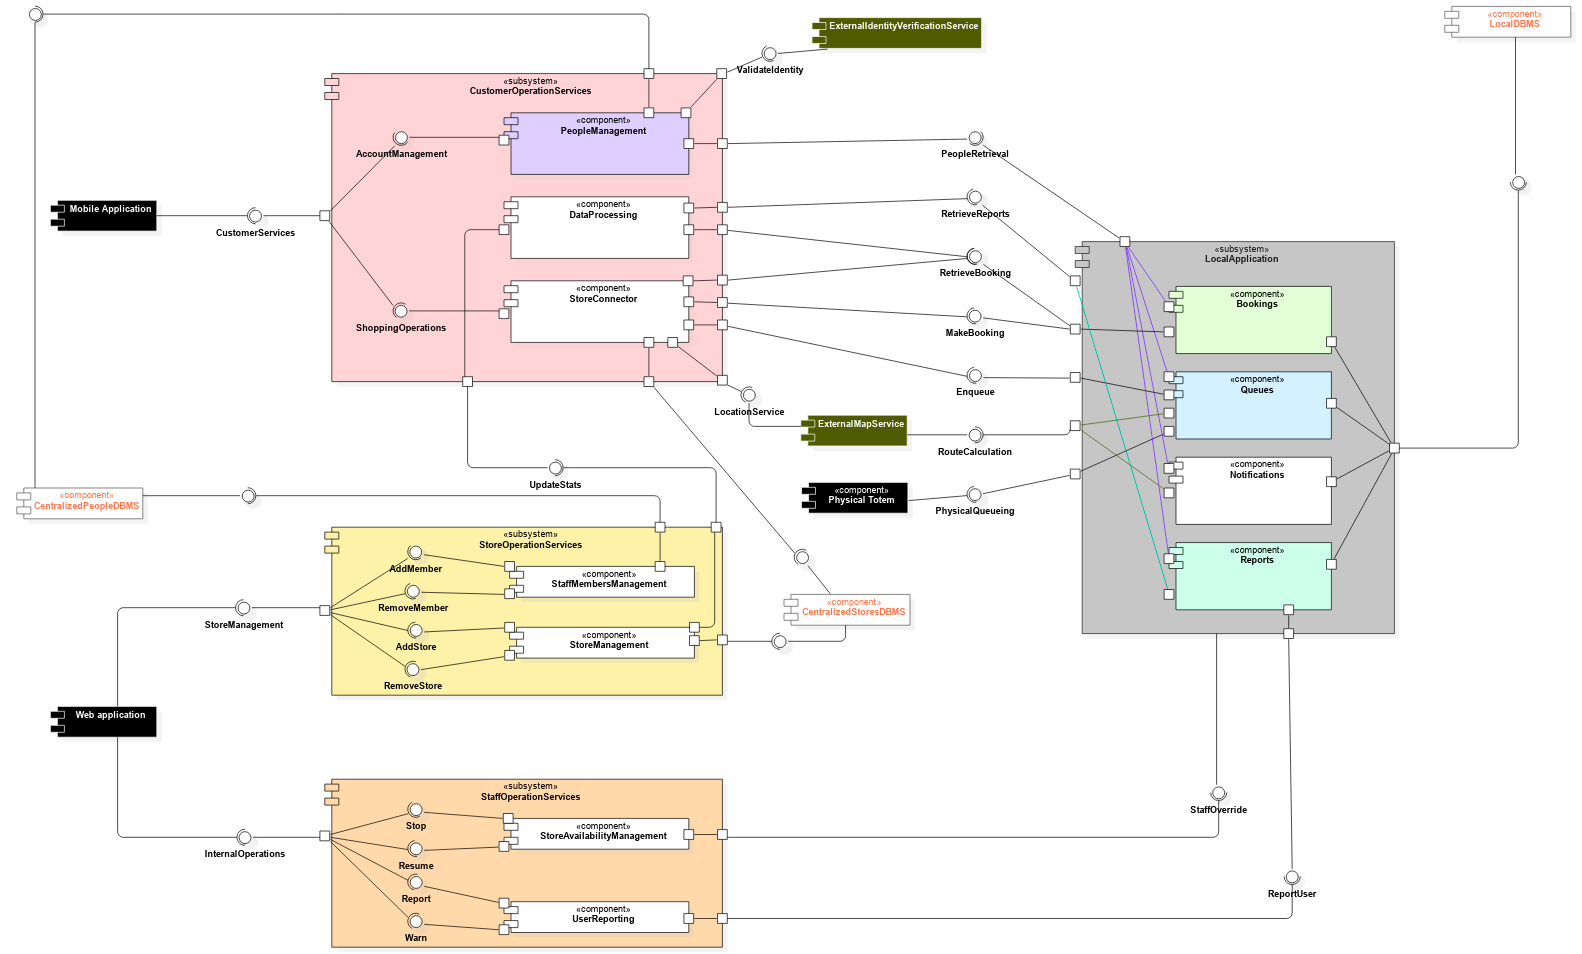 «component»
LocalDBMS
ExternalIdentityVerificationService
ValidateIdentity
«subsystem»
CustomerOperationServices
«component»
PeopleManagement
AccountManagement
PeopleRetrieval
Mobile Application
CustomerServices
«component»
DataProcessing
RetrieveReports
«subsystem»
LocalApplication
RetrieveBooking
«component»
StoreConnector
ShoppingOperations
MakeBooking
«component»
Bookings
Enqueue
«component»
Queues
LocationService
ExternalMapService
RouteCalculation
«component»
Notifications
UpdateStats
«component»
CentralizedPeopleDBMS
«component»
Physical Totem
PhysicalQueueing
«subsystem»
StoreOperationServices
«component»
Reports
AddMember
«component»
StaffMembersManagement
RemoveMember
«component»
CentralizedStoresDBMS
StoreManagement
AddStore
«component»
StoreManagement
RemoveStore
Web application
«subsystem»
StaffOperationServices
StaffOverride
Stop
«component»
StoreAvailabilityManagement
InternalOperations
Resume
Report
ReportUser
«component»
UserReporting
Warn